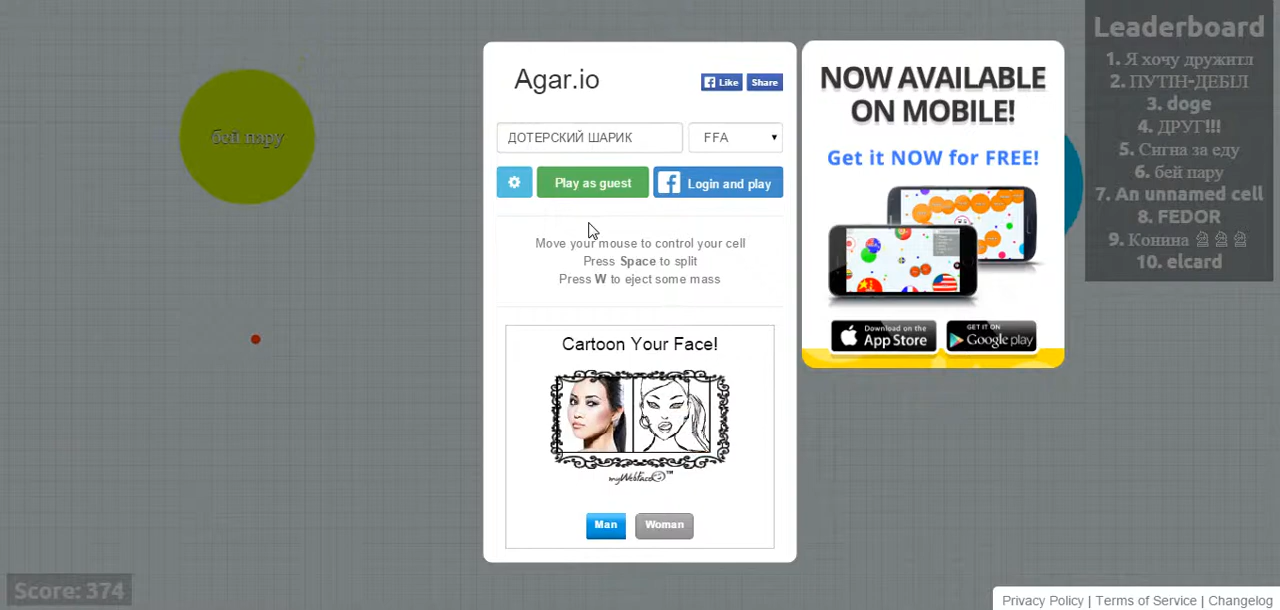 бей пару
Agar.io
Like
Share
ДОТЕРСКИЙ ШАРИК
FFA
Play as guest
Login and play
Move your mouse to control your cell
Press Space to split
Press W to eject some mass
Cartoon Your Face!
myWebFace™
Man
Woman
NOW AVAILABLE
ON MOBILE!
Get it NOW for FREE!
Download on the
App Store
GET IT ON
Google play
Leaderboard
1. Я хочу дружитл
2. ПУТІН-ДЕБІЛ
3. doge
4. ДРУГ!!!
5. Снгна за еду
6. бей пару
7. An unnamed cell
8. FEDOR
9. Конина
10. elcard
Score: 374
Privacy Policy | Terms of Service | Changelog